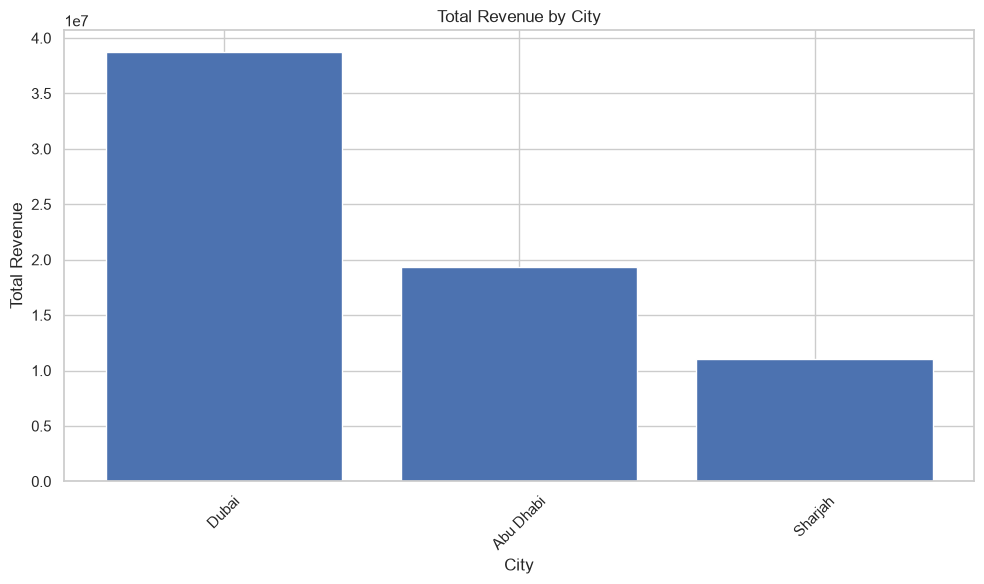 Total Revenue by City
1e7
Total Revenue
4.0
3.5
3.0
2.5
2.0
1.5
1.0
0.5
0.0
Dubai
Abu Dhabi
Sharjah
City